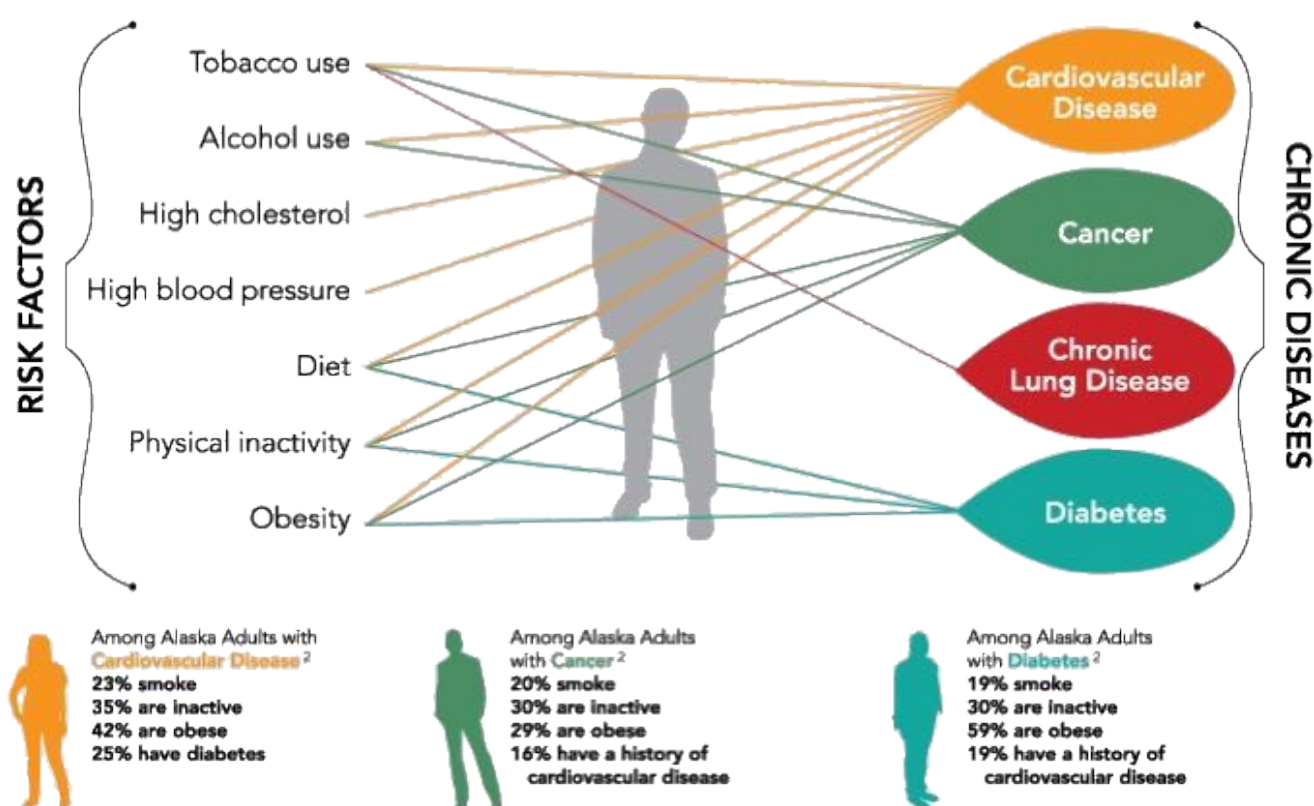 RISK FACTORS
Tobacco use
Alcohol use
High cholesterol
High blood pressure
Diet
Physical inactivity
Obesity
Cardiovascular
Disease
Cancer
Chronic
Lung Disease
Diabetes
CHRONIC DISEASES
Among Alaska Adults with
Cardiovascular Disease 2
23% smoke
35% are inactive
42% are obese
25% have diabetes
Among Alaska Adults
with Cancer 2
20% smoke
30% are inactive
29% are obese
16% have a history of
cardiovascular disease
Among Alaska Adults
with Diabetes 2
19% smoke
30% are inactive
59% are obese
19% have a history of
cardiovascular disease